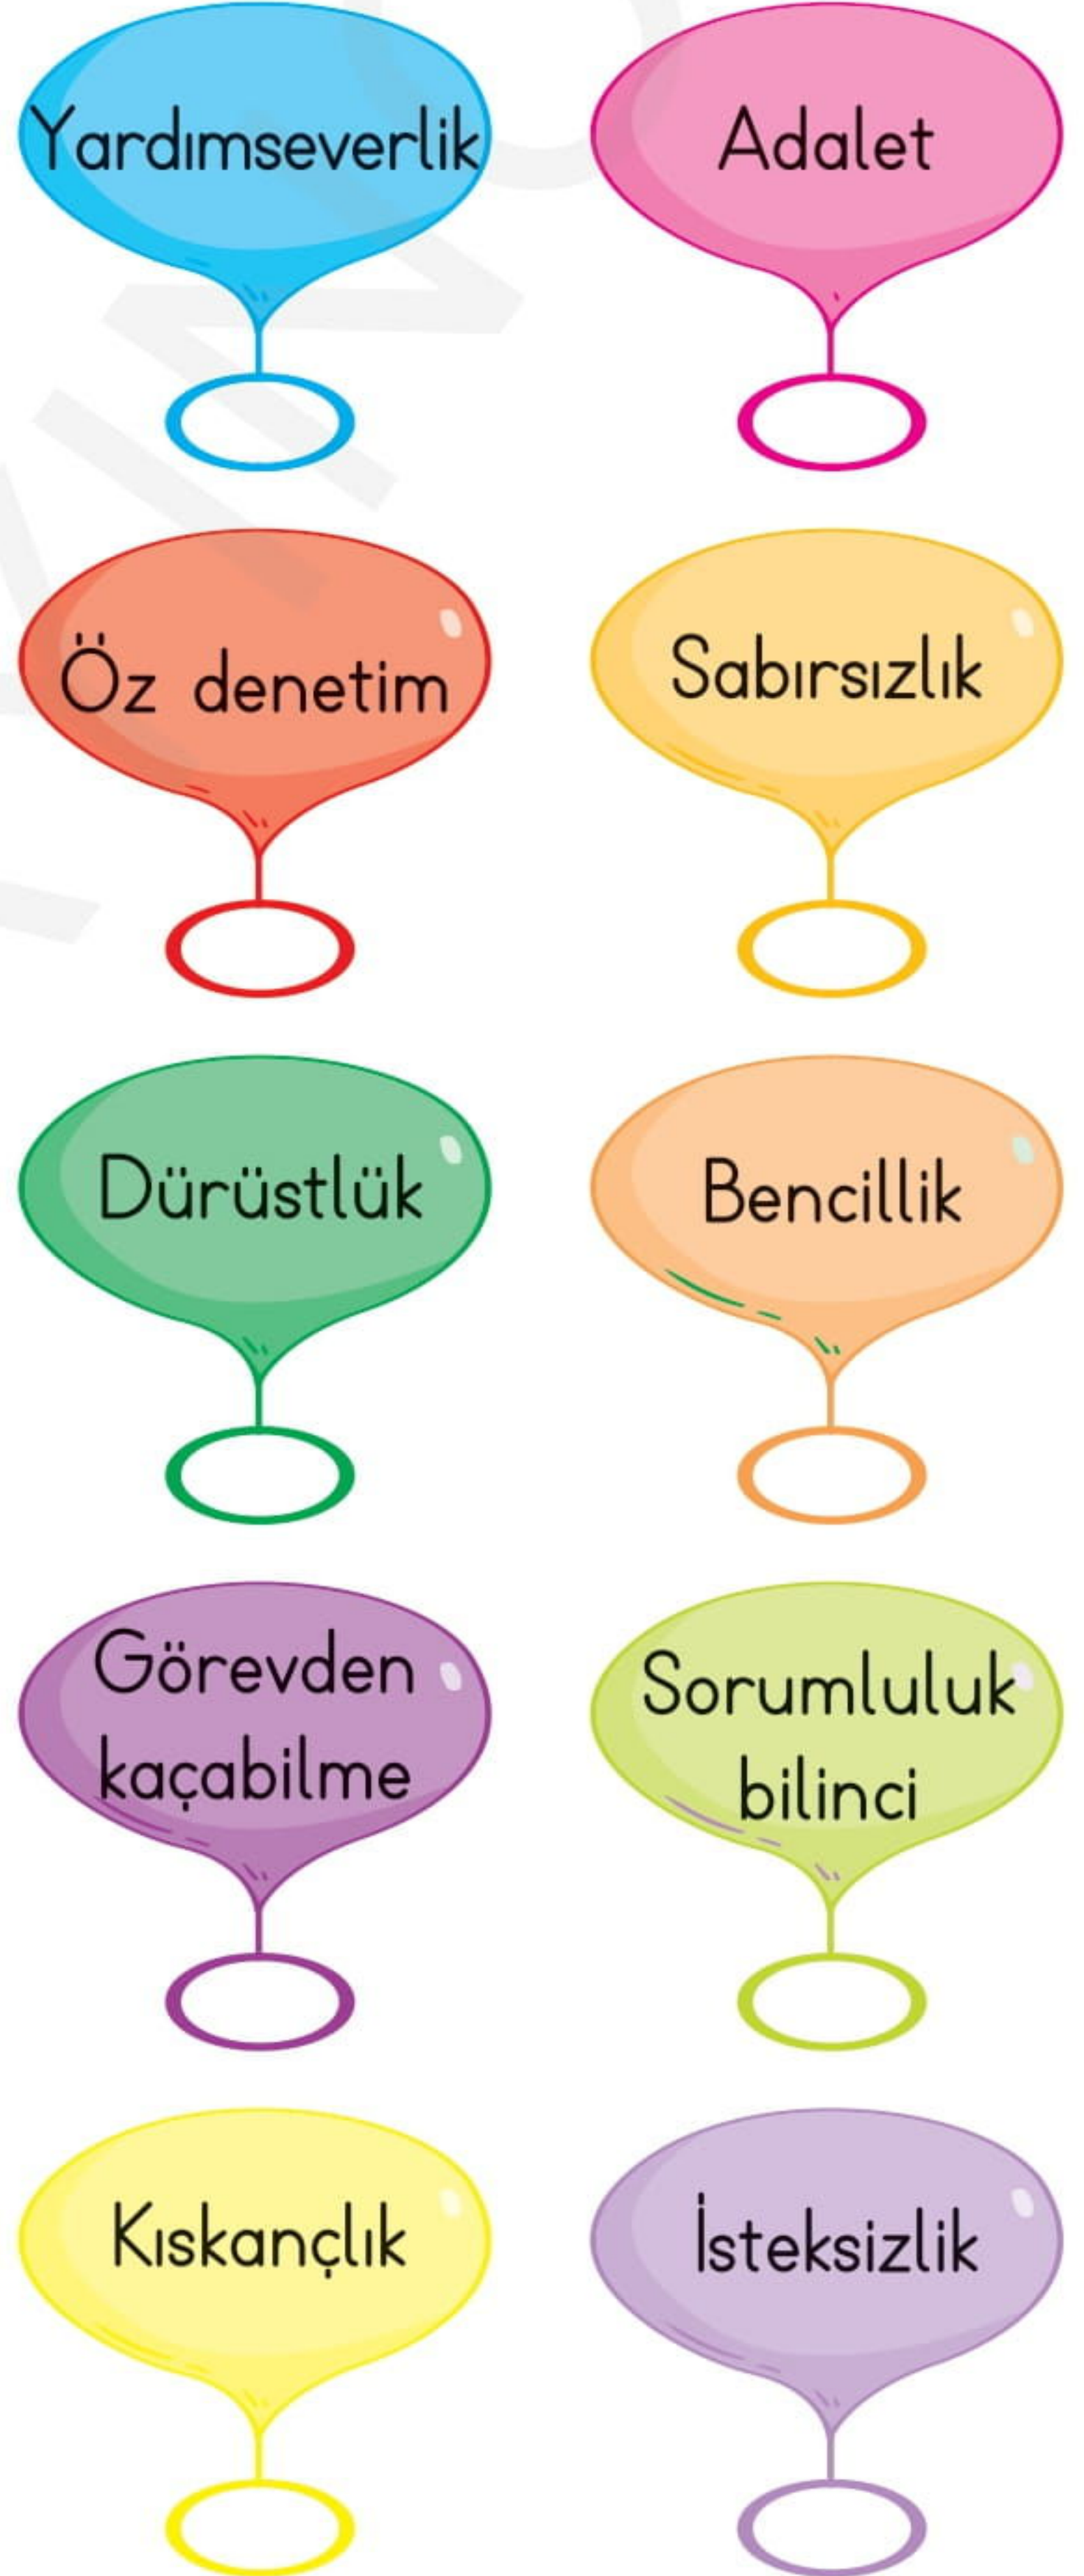 Yardımseverlik
Adalet
Öz denetim
Sabırsızlık
Dürüstlük
Bencillik
Görevden
kaçabilme
Sorumluluk
bilinci
Kıskançlık
İsteksizlik